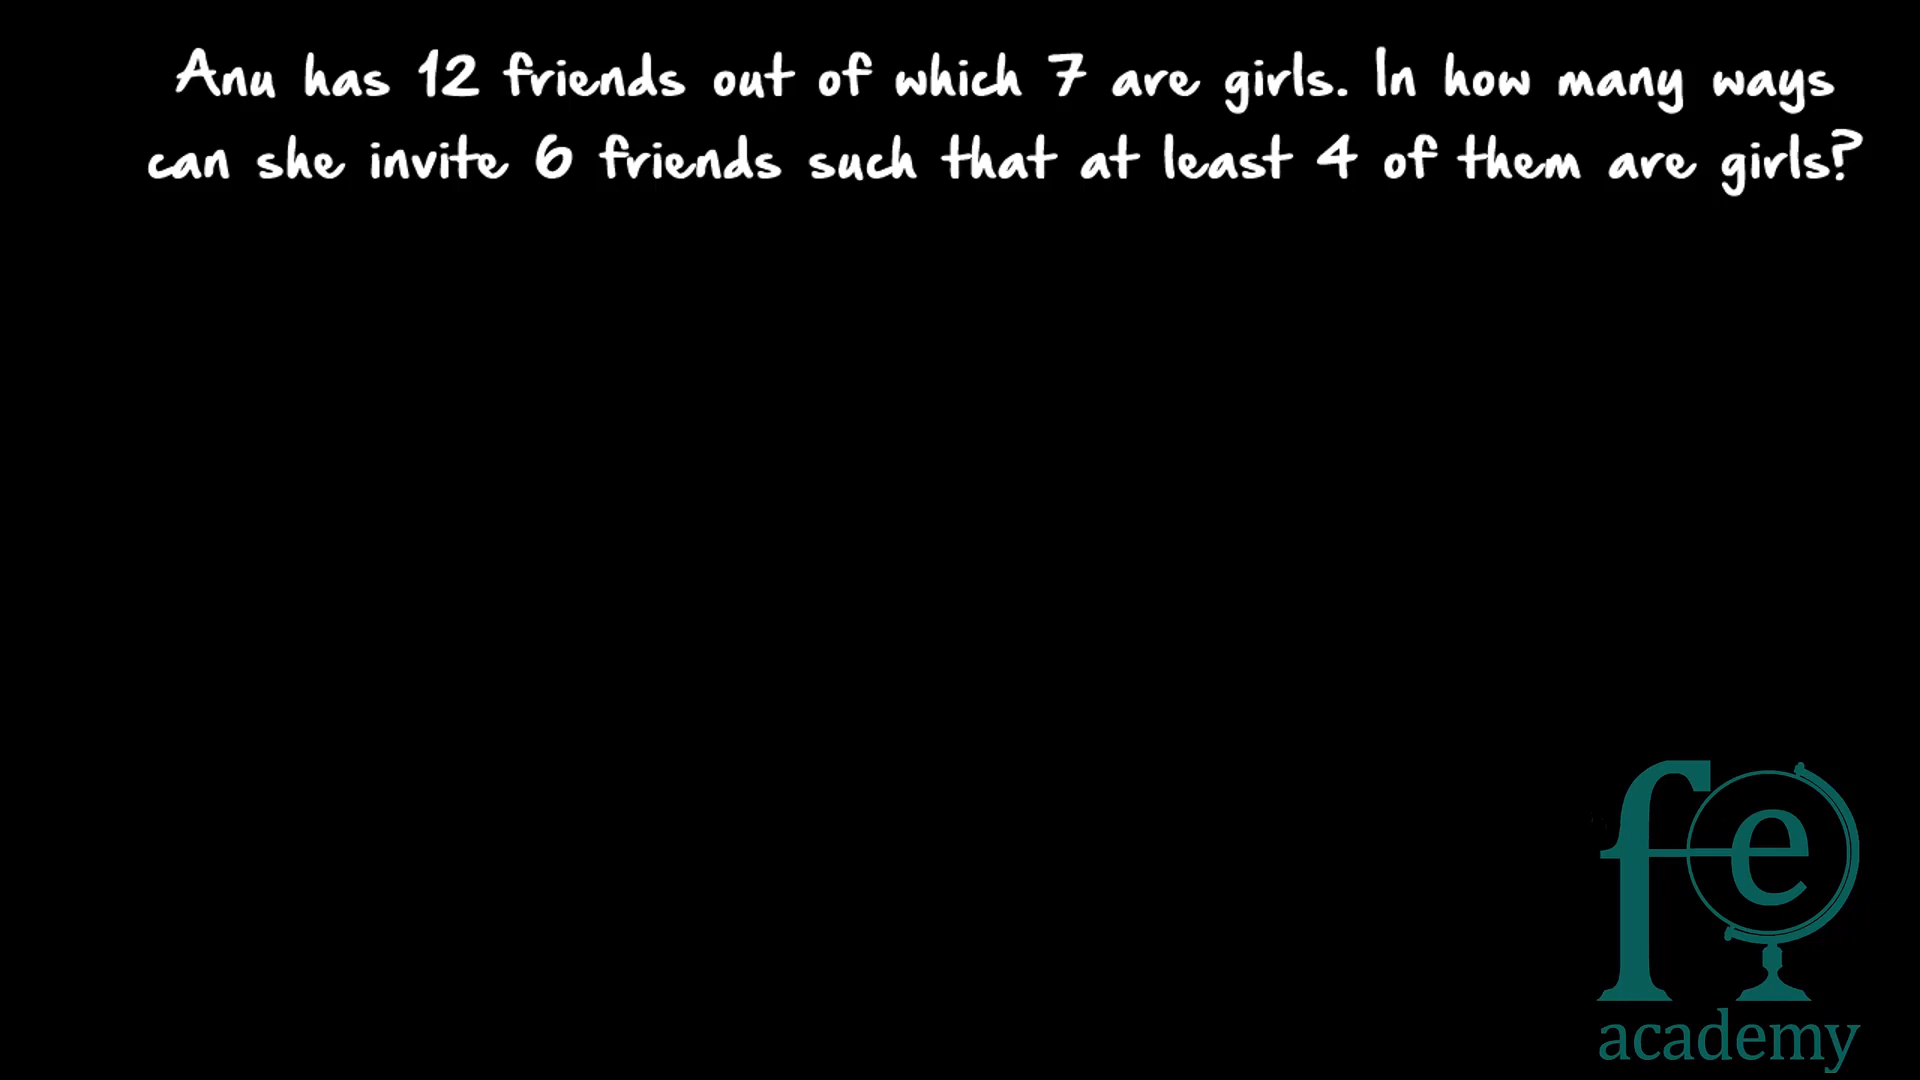 Anu has 12 friends out of which 7 are girls. In how many ways
can she invite 6 friends such that at least 4 of them are girls?
fe
academy